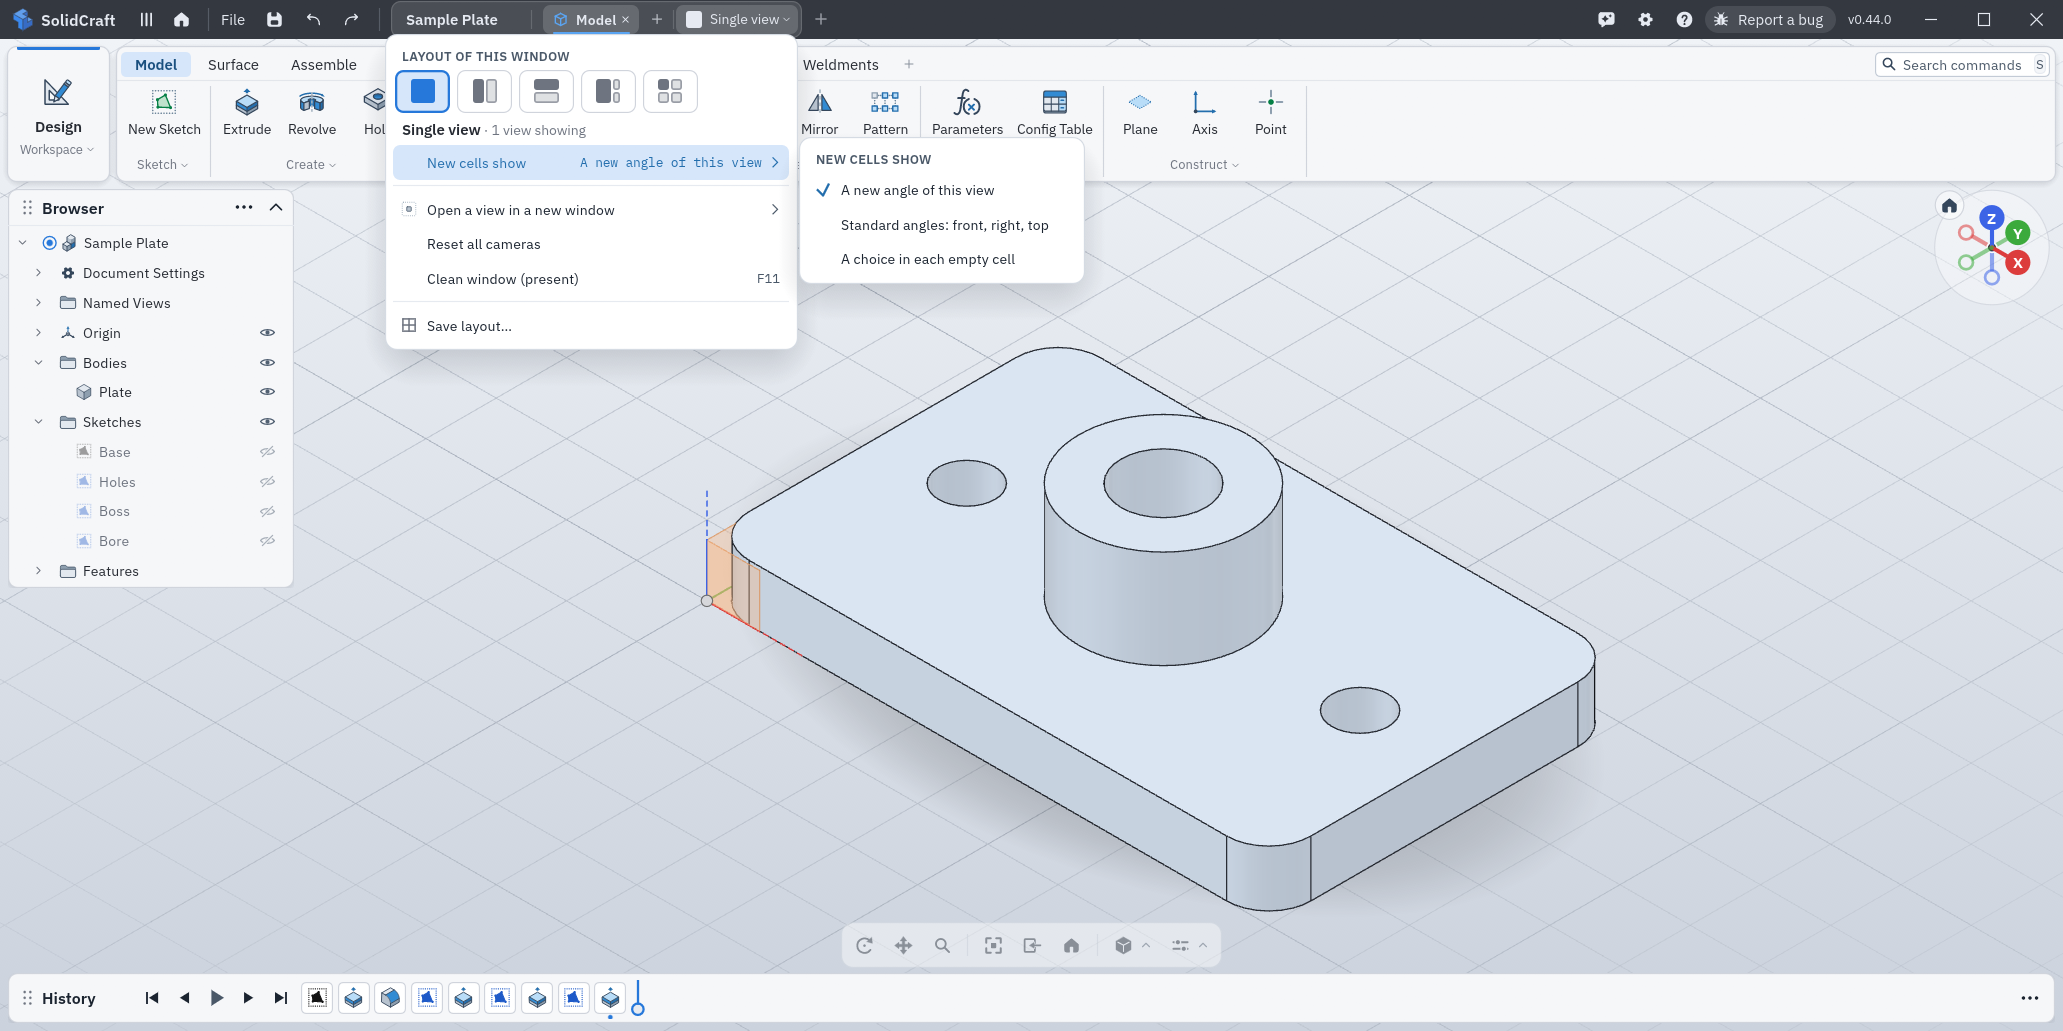 SolidCraft
File
Sample Plate
Model
Single view
Report a bug
v0.44.0
Design
Workspace
Model
Surface
Assemble
Weldments
Search commands
S
New Sketch
Extrude
Revolve
Hol
Mirror
Pattern
Parameters
Config Table
Plane
Axis
Point
Sketch
Create
Construct
LAYOUT OF THIS WINDOW
Single view · 1 view showing
New cells show
A new angle of this view
Open a view in a new window
Reset all cameras
Clean window (present)
F11
Save layout...
NEW CELLS SHOW
A new angle of this view
Standard angles: front, right, top
A choice in each empty cell
Browser
Sample Plate
Document Settings
Named Views
Origin
Bodies
Plate
Sketches
Base
Holes
Boss
Bore
Features
Z
Y
X
History